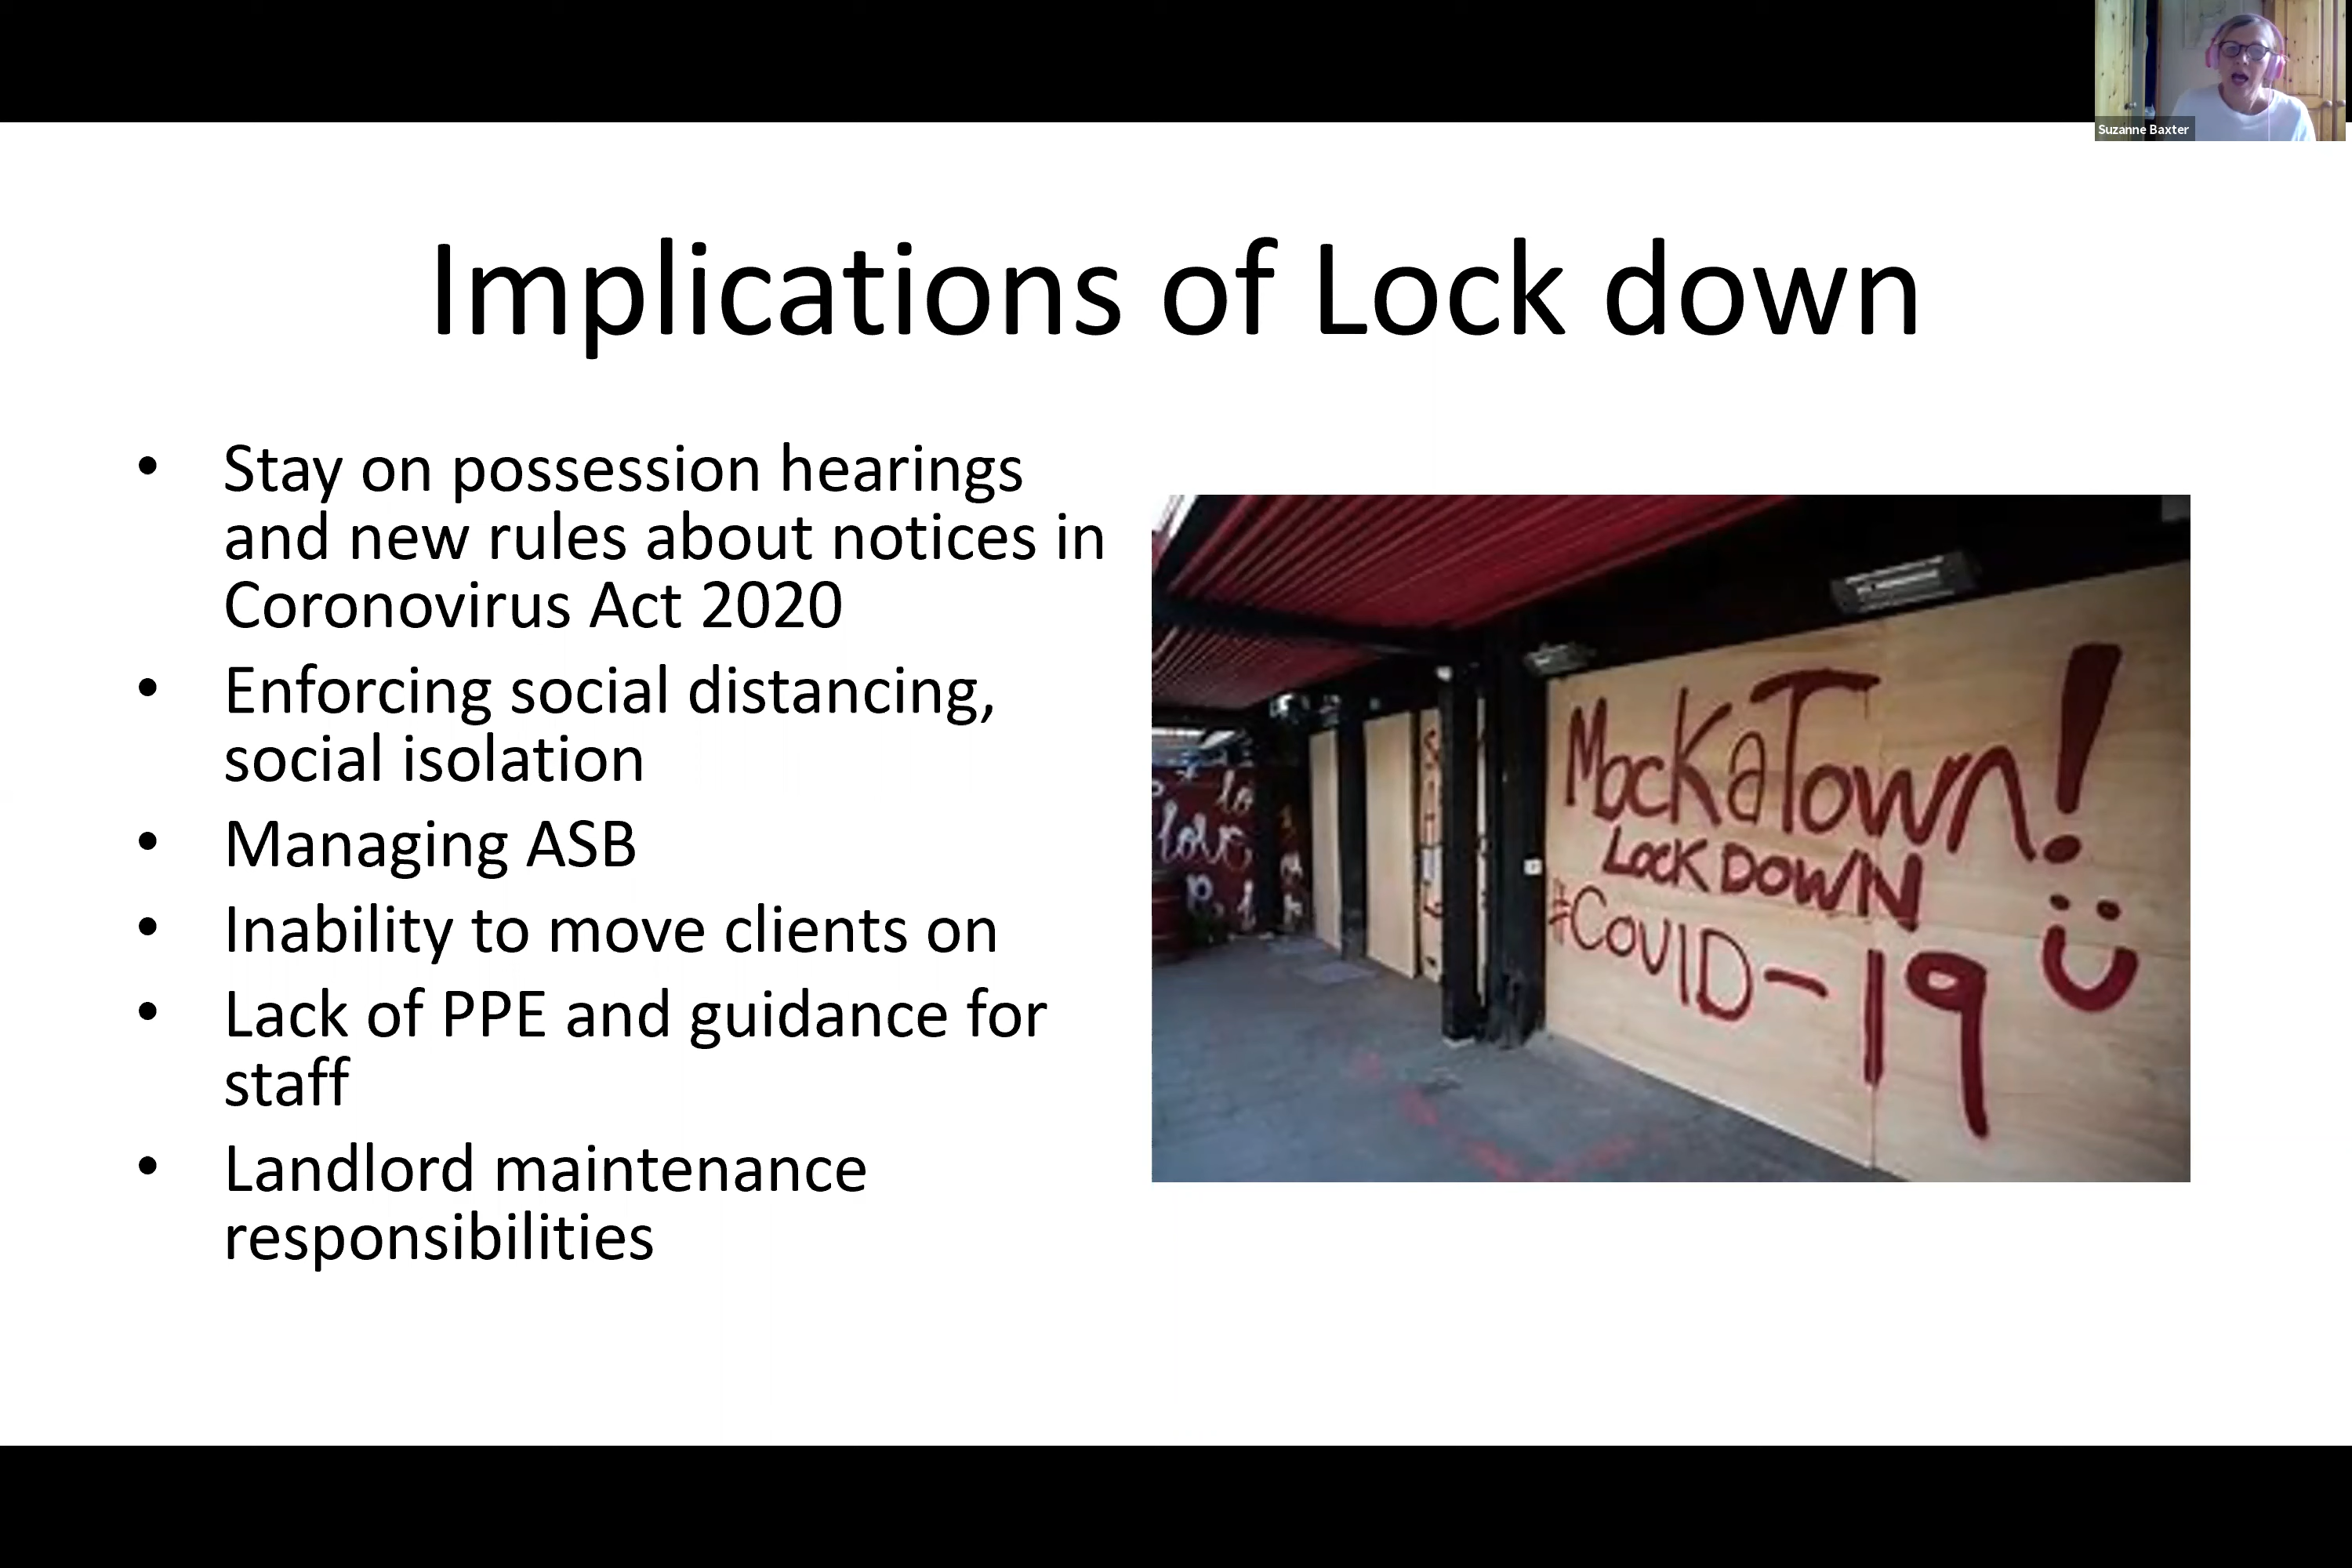 Suzanne Baxter
Implications of Lock down
• Stay on possession hearings
and new rules about notices in
Coronovirus Act 2020
• Enforcing social distancing,
social isolation
• Managing ASB
• Inability to move clients on
• Lack of PPE and guidance for
staff
• Landlord maintenance
responsibilities
MockaTown!
LockDOWN
#COVID-19
lo
love